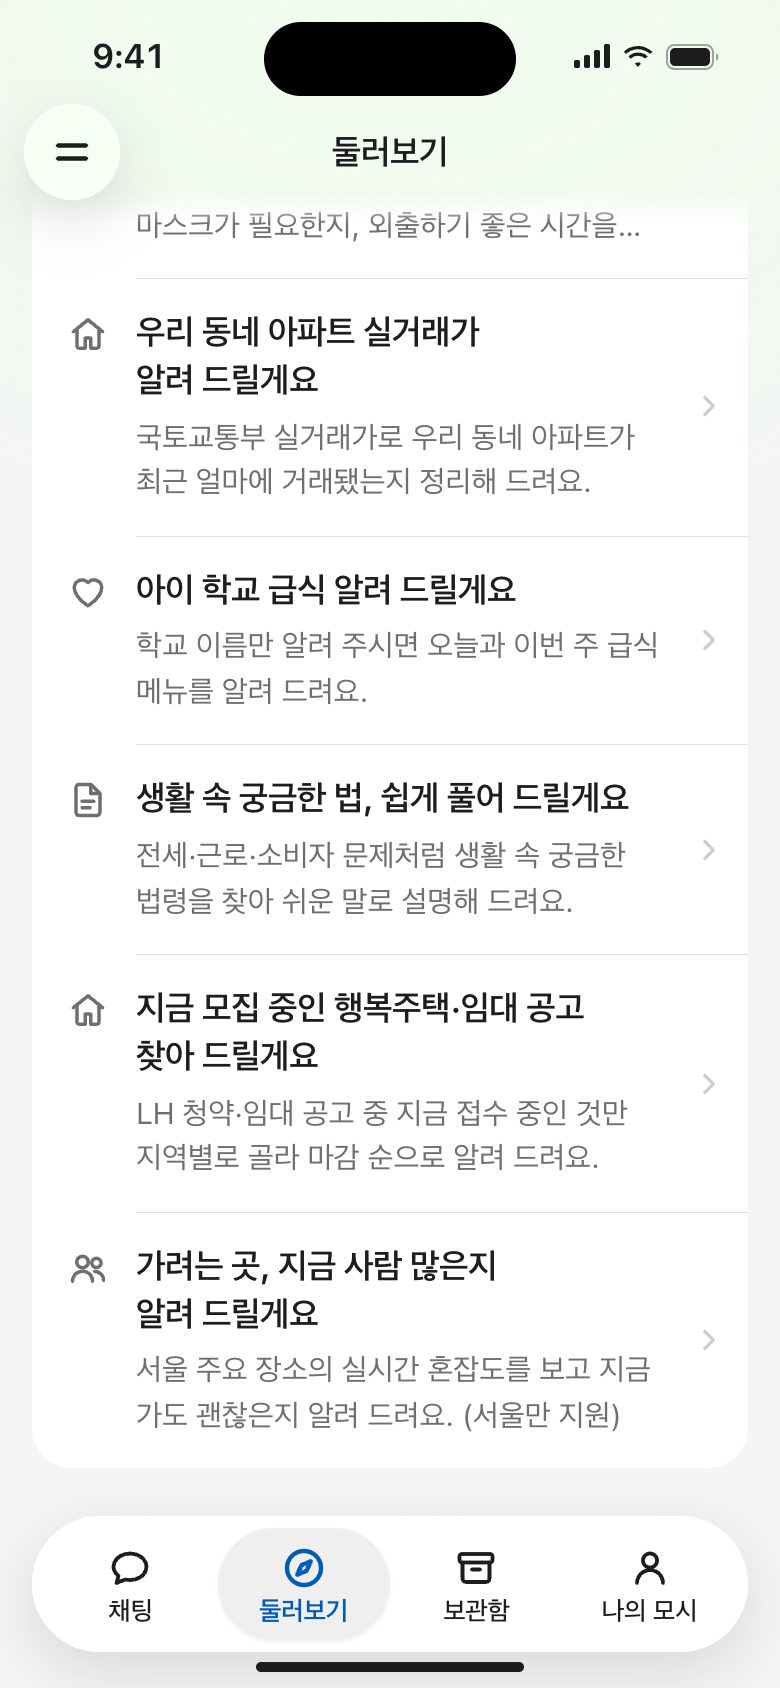 9:41
둘러보기
마스크가 필요한지, 외출하기 좋은 시간을...
우리 동네 아파트 실거래가
알려 드릴게요
국토교통부 실거래가로 우리 동네 아파트가
최근 얼마에 거래됐는지 정리해 드려요.
아이 학교 급식 알려 드릴게요
학교 이름만 알려 주시면 오늘과 이번 주 급식
메뉴를 알려 드려요.
생활 속 궁금한 법, 쉽게 풀어 드릴게요
전세·근로·소비자 문제처럼 생활 속 궁금한
법령을 찾아 쉬운 말로 설명해 드려요.
지금 모집 중인 행복주택·임대 공고
찾아 드릴게요
LH 청약·임대 공고 중 지금 접수 중인 것만
지역별로 골라 마감 순으로 알려 드려요.
가려는 곳, 지금 사람 많은지
알려 드릴게요
서울 주요 장소의 실시간 혼잡도를 보고 지금
가도 괜찮은지 알려 드려요. (서울만 지원)
채팅
둘러보기
보관함
나의 모시